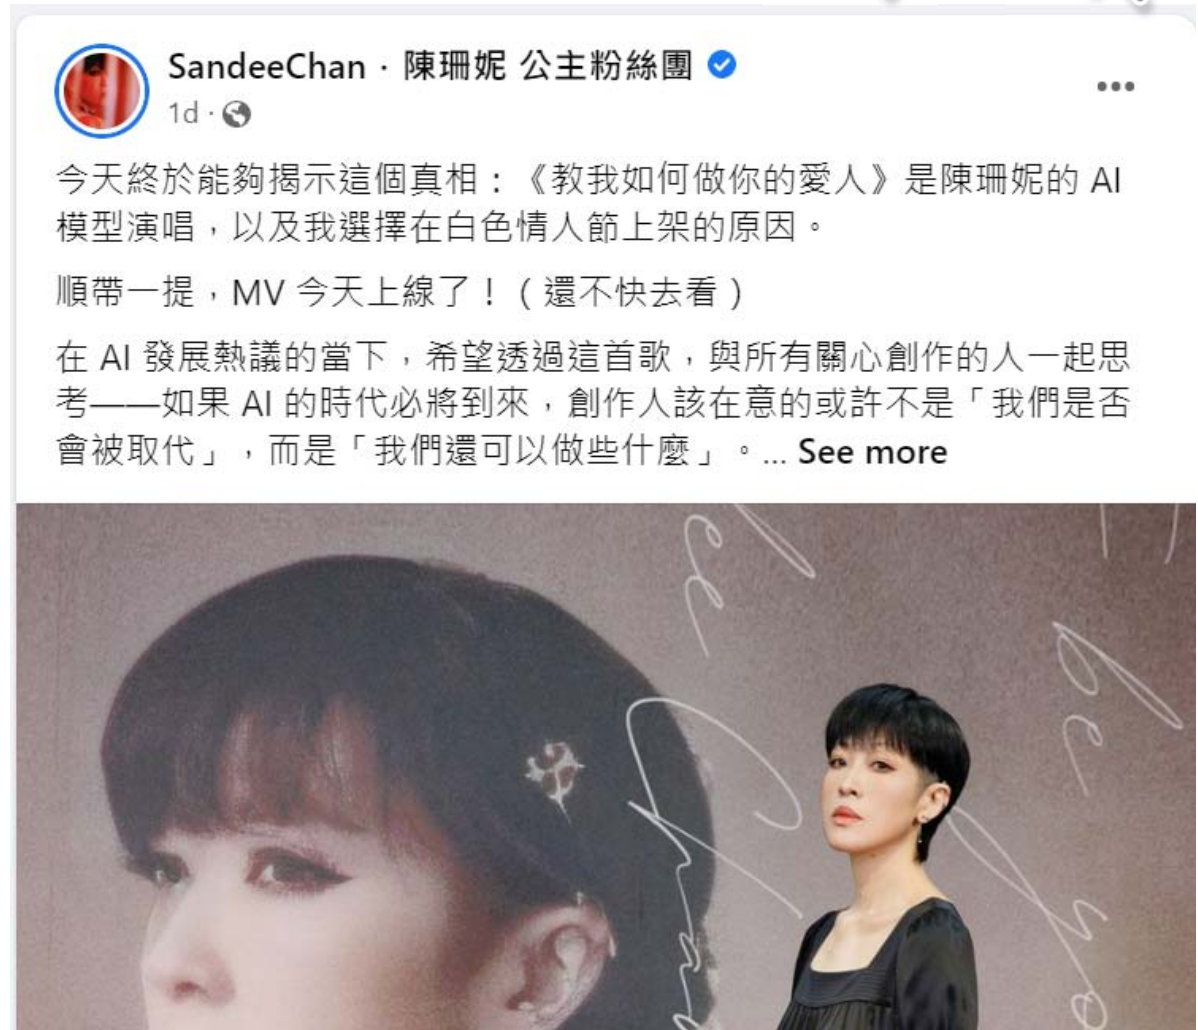 SandeeChan · 陳珊妮 公主粉絲團
1d ·
今天終於能夠揭示這個真相：《教我如何做你的愛人》是陳珊妮的 AI
模型演唱，以及我選擇在白色情人節上架的原因。
順帶一提，MV 今天上線了！（還不快去看）
在 AI 發展熱議的當下，希望透過這首歌，與所有關心創作的人一起思
考——如果 AI 的時代必將到來，創作人該在意的或許不是「我們是否
會被取代」，而是「我們還可以做些什麼」。... See more
be